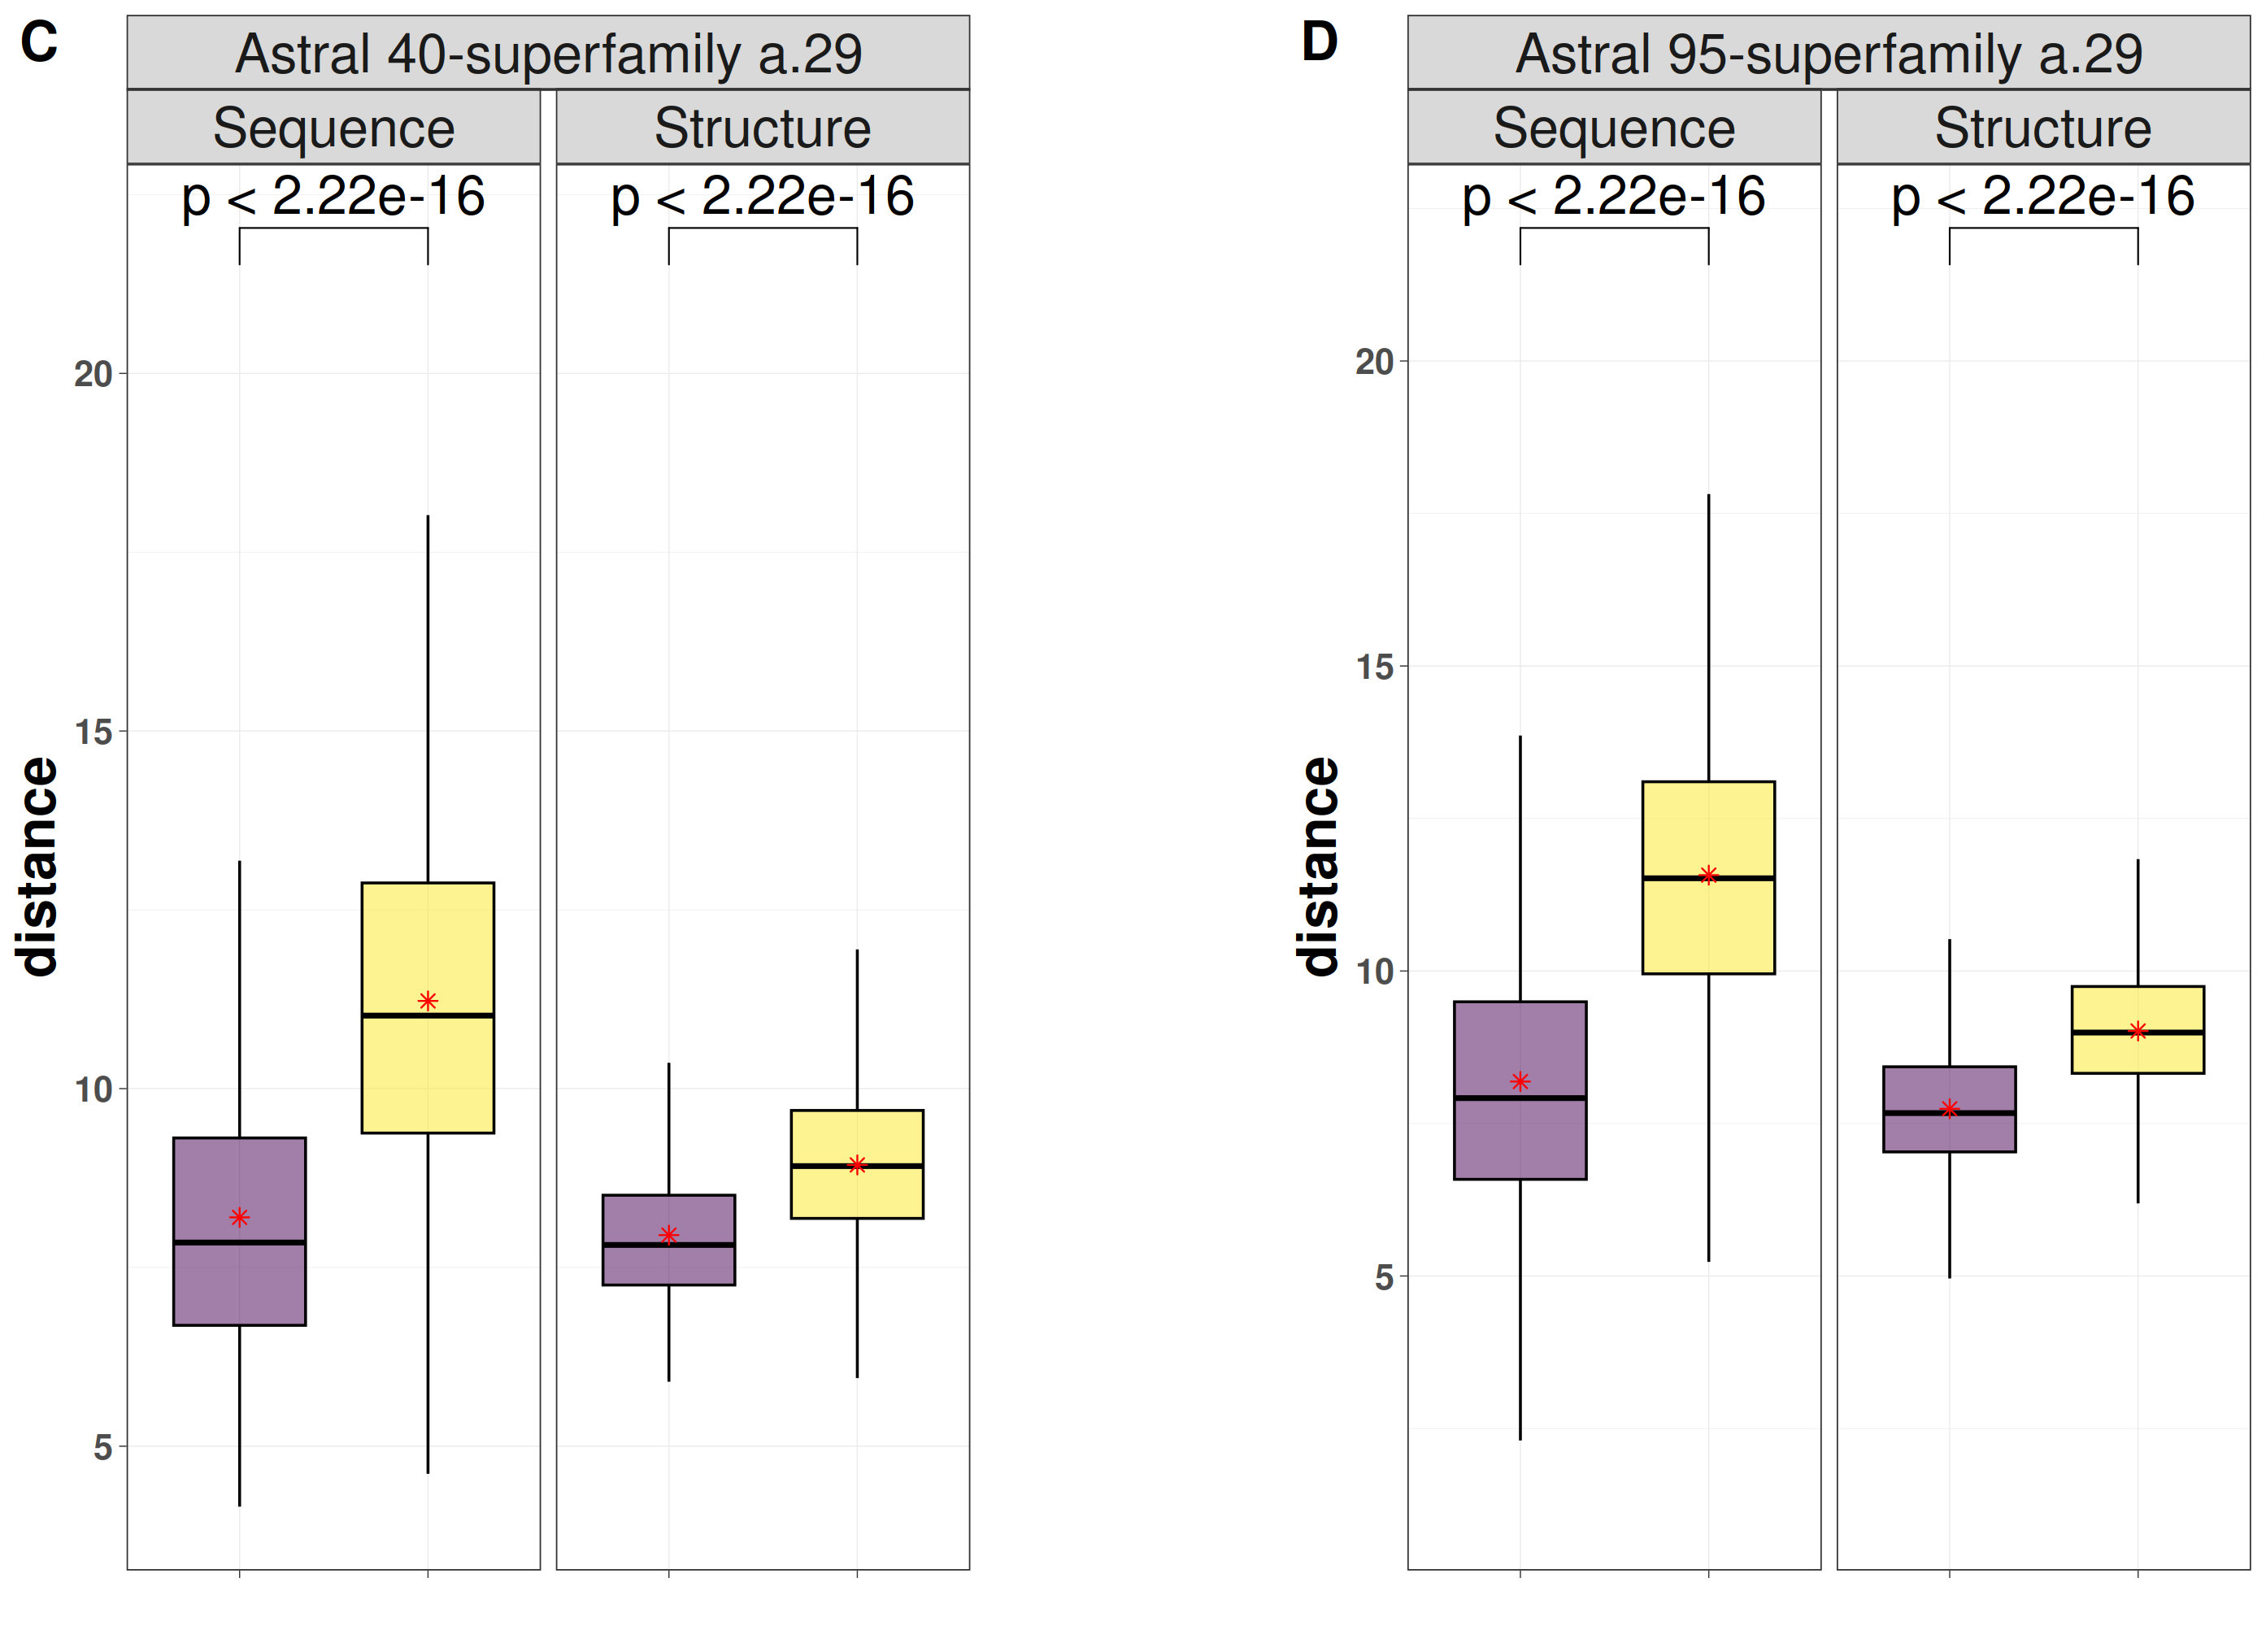 C
Astral 40-superfamily a.29
Sequence
Structure
p < 2.22e-16
p < 2.22e-16
20
15
10
5
distance
D
Astral 95-superfamily a.29
Sequence
Structure
p < 2.22e-16
p < 2.22e-16
20
15
10
5
distance